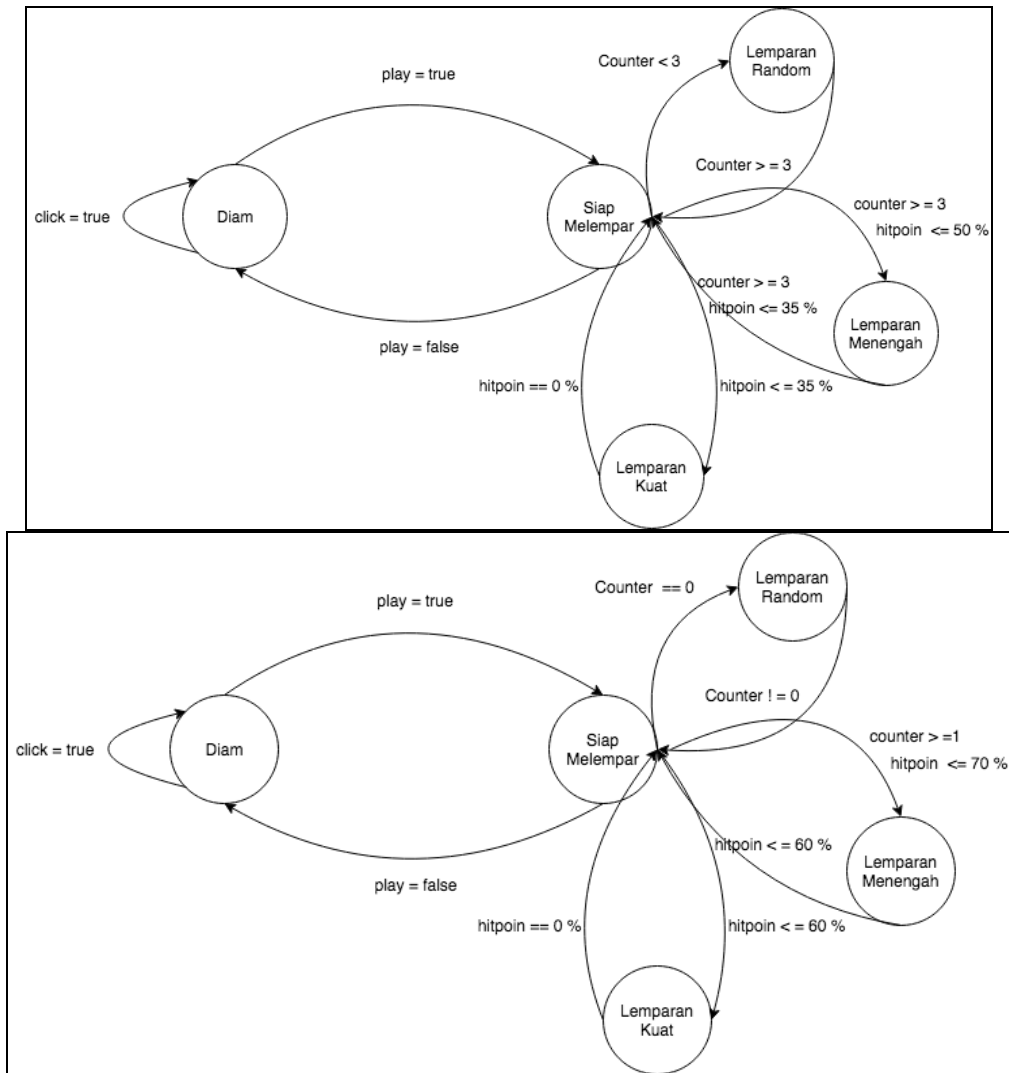 Lemparan
Random
Counter < 3
play = true
Counter > = 3
click = true
Diam
Siap
Melempar
counter > = 3
hitpoin <= 50 %
counter > = 3
hitpoin <= 35 %
Lemparan
Menengah
play = false
hitpoin == 0 %
hitpoin < = 35 %
Lemparan
Kuat
Lemparan
Random
Counter == 0
play = true
Counter ! = 0
click = true
Diam
Siap
Melempar
counter > =1
hitpoin <= 70 %
hitpoin < = 60 %
Lemparan
Menengah
play = false
hitpoin == 0 %
hitpoin < = 60 %
Lemparan
Kuat